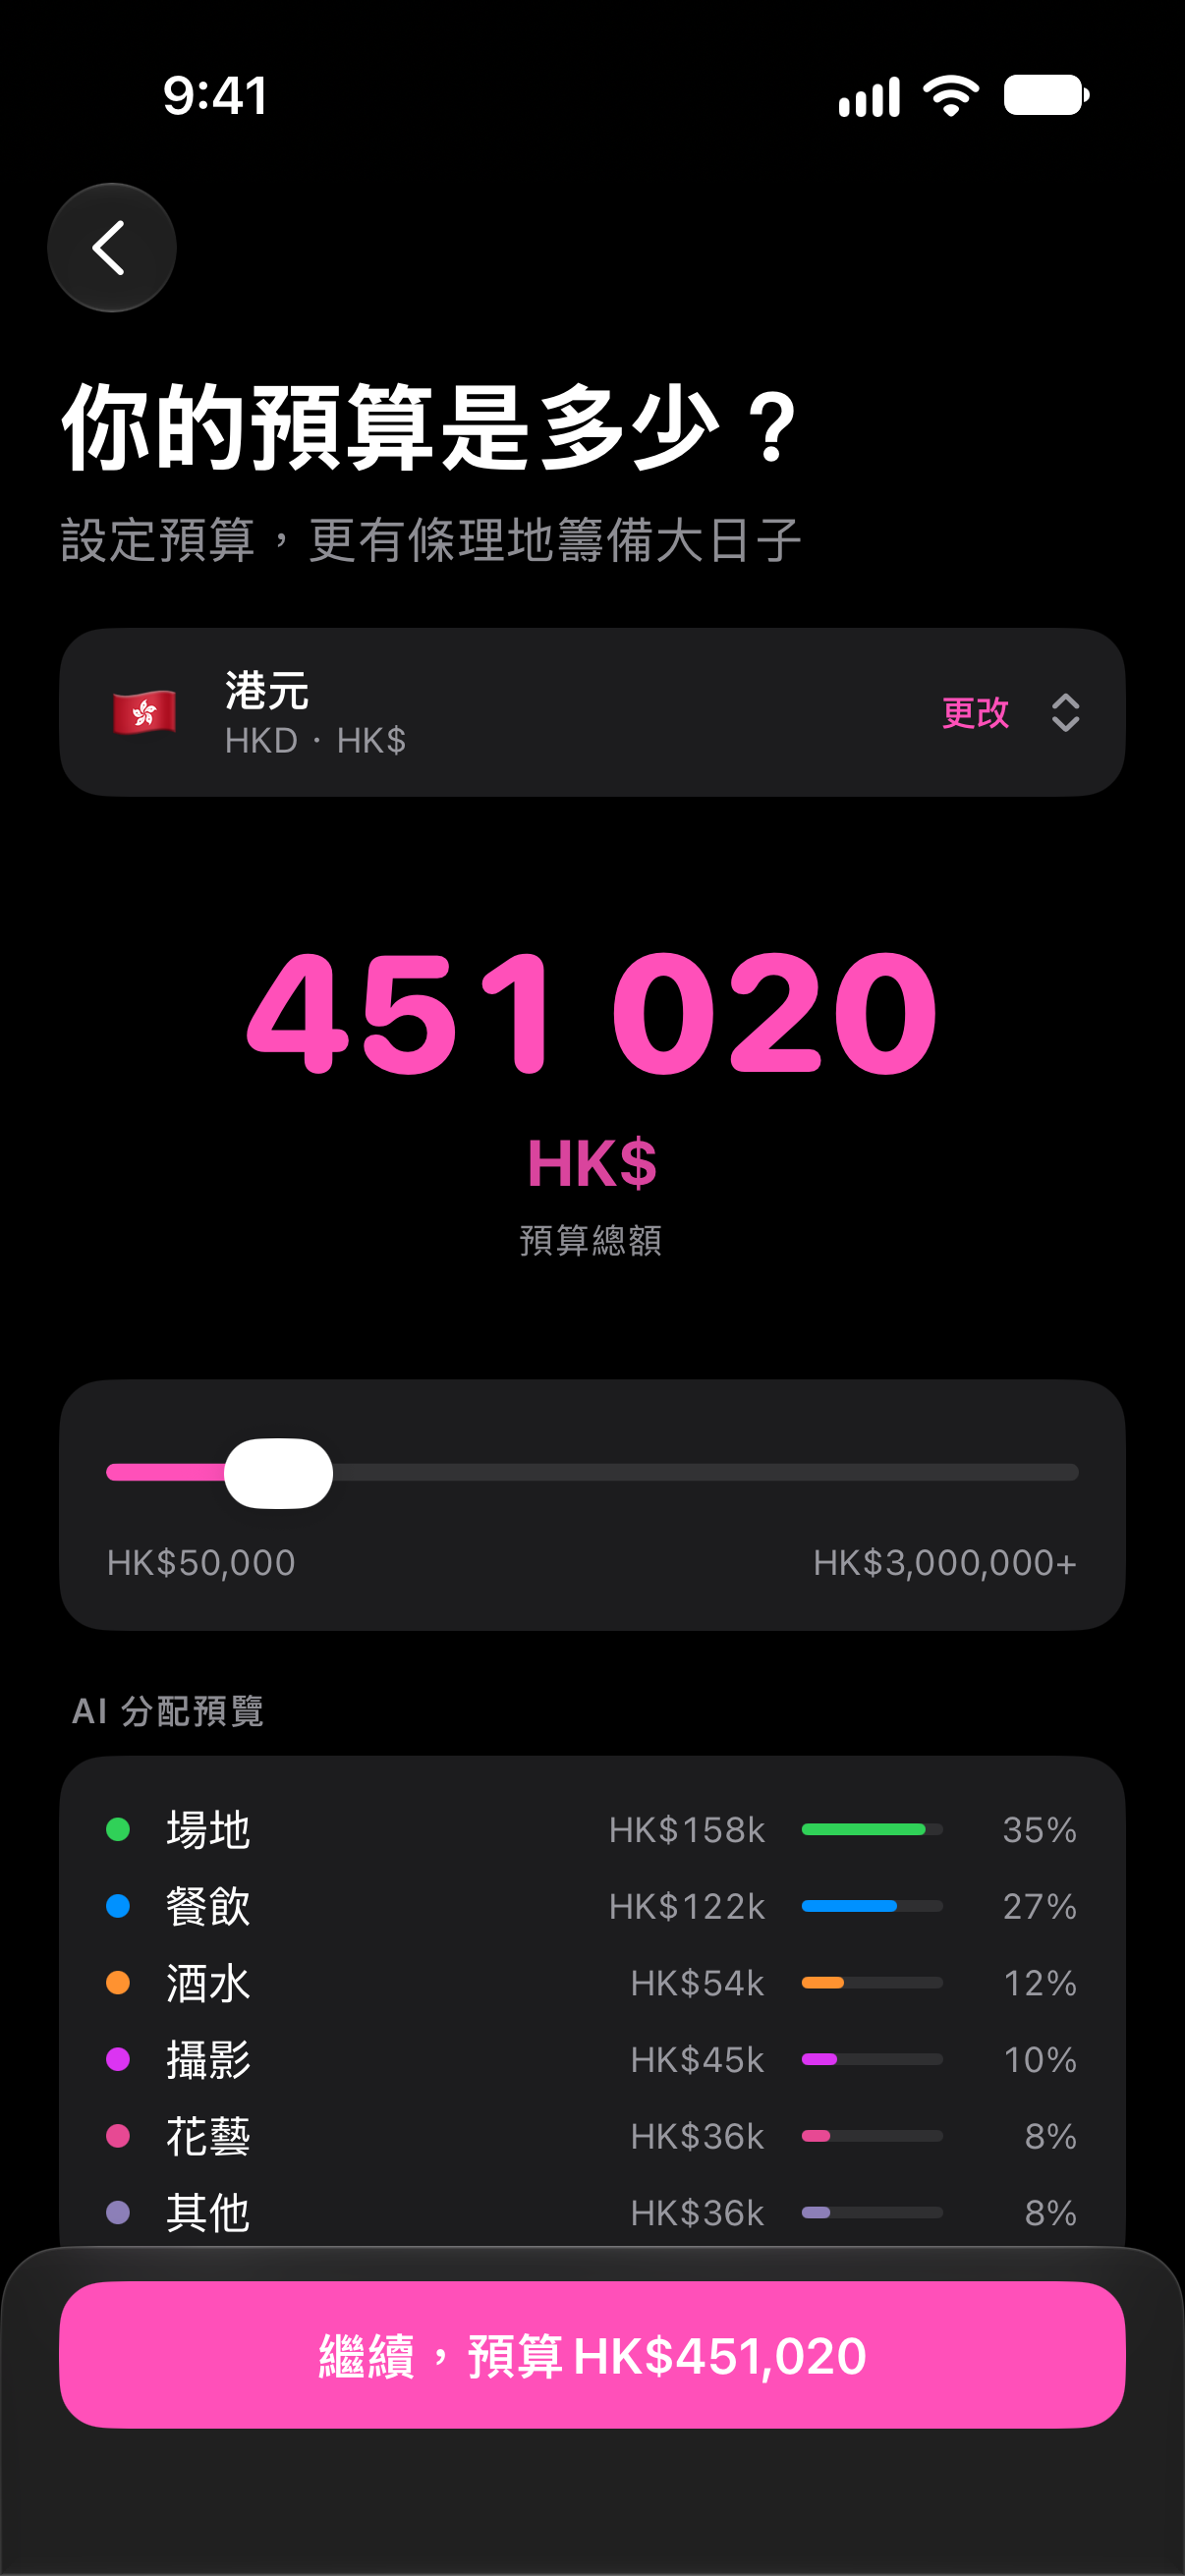 9:41
你的預算是多少？
設定預算，更有條理地籌備大日子
港元
HKD · HK$
更改
451 020
HK$
預算總額
HK$50,000
HK$3,000,000+
AI 分配預覽
場地 HK$158k 35%
餐飲 HK$122k 27%
酒水 HK$54k 12%
攝影 HK$45k 10%
花藝 HK$36k 8%
其他 HK$36k 8%
繼續，預算 HK$451,020